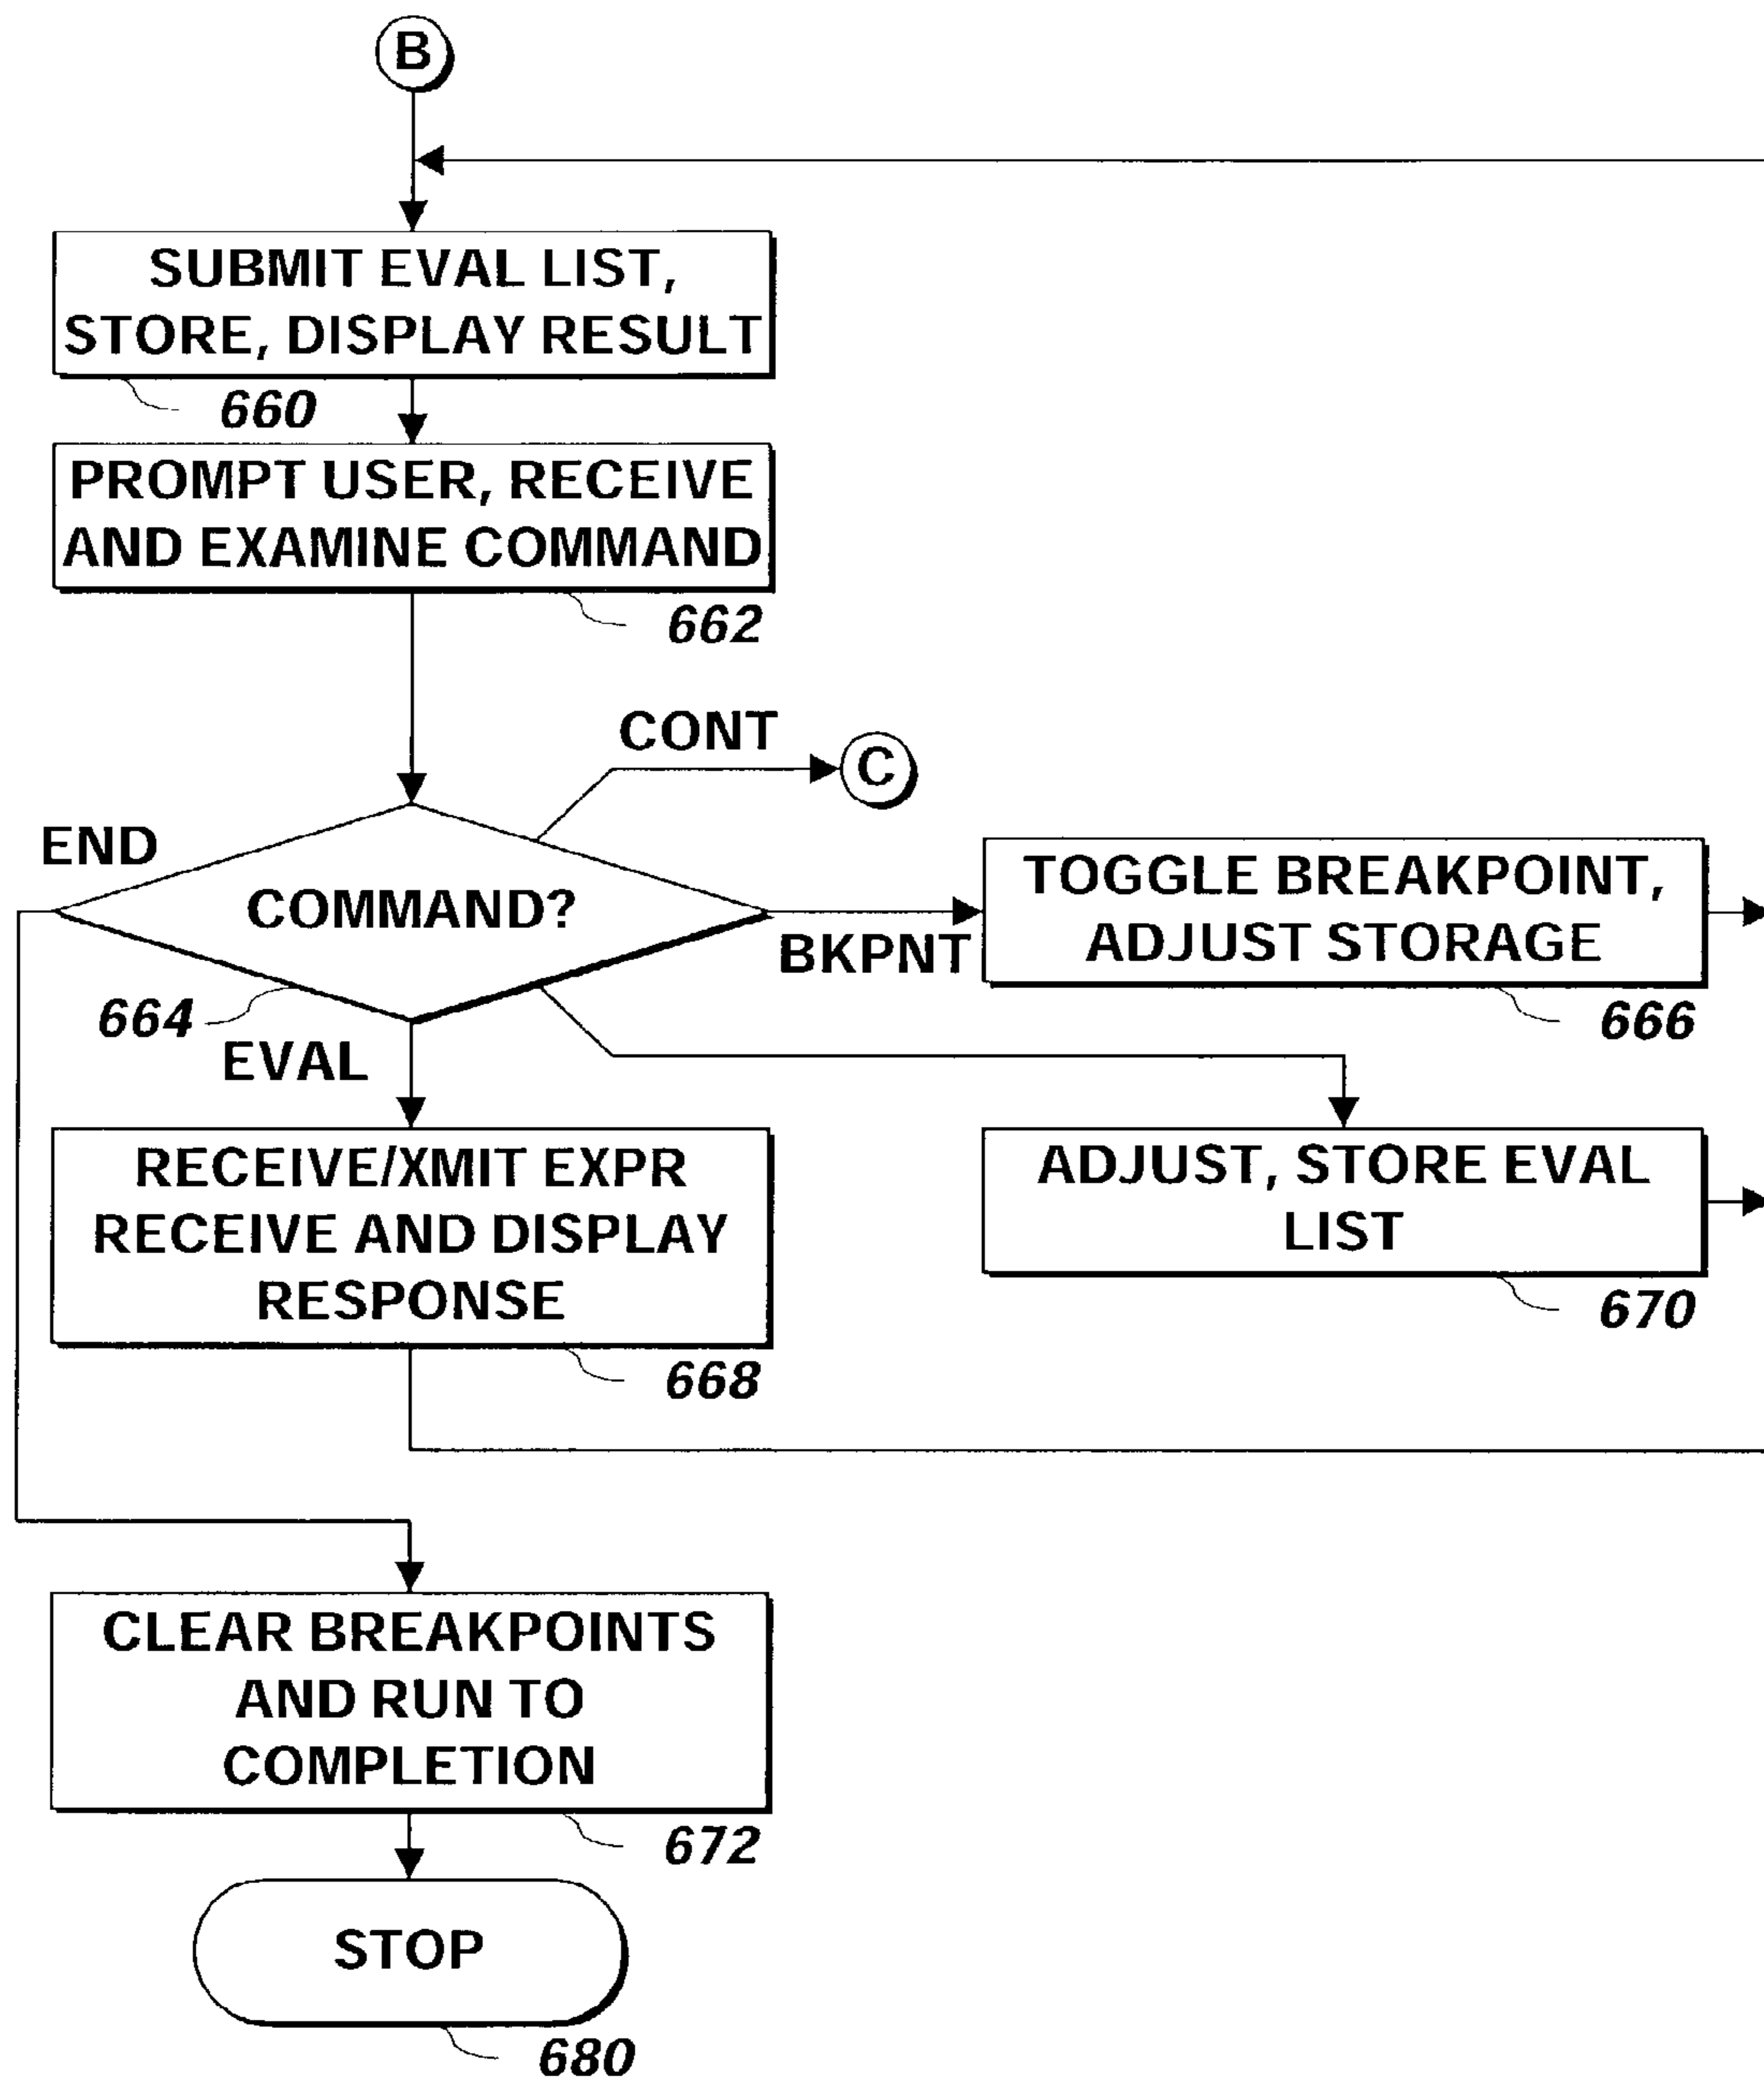 B
SUBMIT EVAL LIST,
STORE, DISPLAY RESULT
660
PROMPT USER, RECEIVE
AND EXAMINE COMMAND
662
CONT
C
END
COMMAND?
BKPNT
TOGGLE BREAKPOINT,
ADJUST STORAGE
664
666
EVAL
RECEIVE/XMIT EXPR
RECEIVE AND DISPLAY
RESPONSE
668
ADJUST, STORE EVAL
LIST
670
CLEAR BREAKPOINTS
AND RUN TO
COMPLETION
672
STOP
680